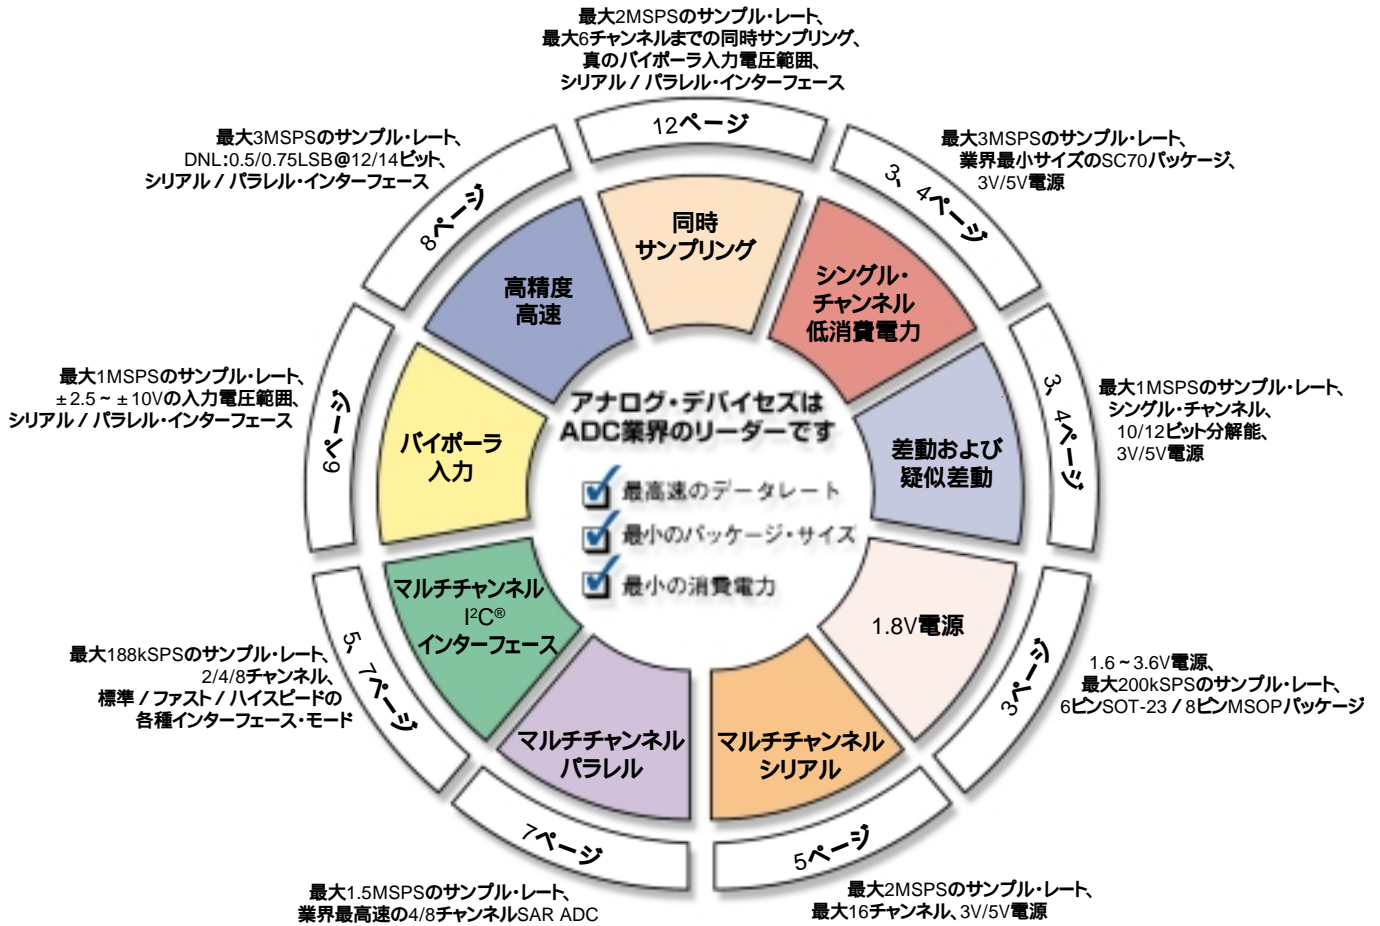 最大2MSPSのサンプル・レート、
最大6チャンネルまでの同時サンプリング、
真のバイポーラ入力電圧範囲、
シリアル / パラレル・インターフェース
12ページ
同時
サンプリング
最大3MSPSのサンプル・レート、
業界最小サイズのSC70パッケージ、
3V/5V電源
3、4ページ
シングル・
チャンネル
低消費電力
最大1MSPSのサンプル・レート、
シングル・チャンネル、
10/12ビット分解能、
3V/5V電源
3、4ページ
差動および
疑似差動
1.6 ~ 3.6V電源、
最大200kSPSのサンプル・レート、
6ピンSOT-23 / 8ピンMSOPパッケージ
3ページ
1.8V電源
最大2MSPSのサンプル・レート、
最大16チャンネル、3V/5V電源
5ページ
マルチチャンネル
シリアル
最大1.5MSPSのサンプル・レート、
業界最高速の4/8チャンネルSAR ADC
7ページ
マルチチャンネル
パラレル
最大188kSPSのサンプル・レート、
2/4/8チャンネル、
標準 / ファスト / ハイスピードの
各種インターフェース・モード
5、7ページ
マルチチャンネル
I²C®
インターフェース
最大1MSPSのサンプル・レート、
±2.5 ~ ±10Vの入力電圧範囲、
シリアル / パラレル・インターフェース
9ページ
バイポーラ
入力
最大3MSPSのサンプル・レート、
DNL:0.5/0.75LSB@12/14ビット、
シリアル / パラレル・インターフェース
8ページ
高精度
高速
アナログ・デバイセズは
ADC業界のリーダーです
最高速のデータレート
最小のパッケージ・サイズ
最小の消費電力